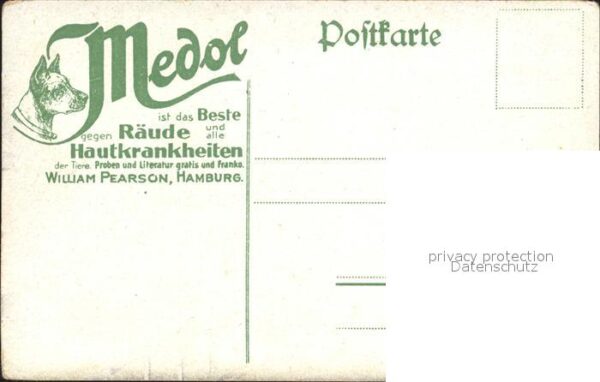 Medol
ist das Beste
gegen Räude und alle
Hautkrankheiten
der Tiere. Proben und Literatur gratis und Franko.
WILLIAM PEARSON, HAMBURG.
Poſtkarte
privacy protection
Datenschutz